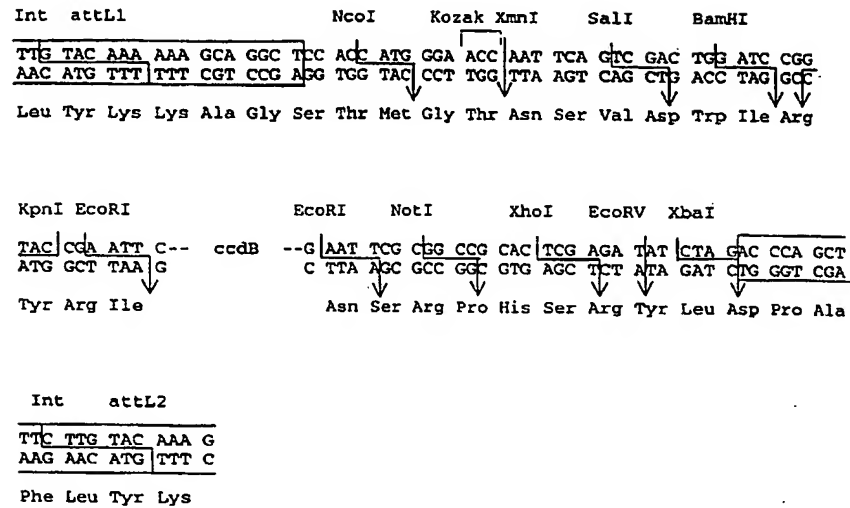 Int attL1 NcoI Kozak XmnI SalI BamHI
TTG TAC AAA AAA GCA GGC TCC ACC ATG GGA ACC AAT TCA GTC GAC TGG ATC CGG
AAC ATG TTT TTT CGT CCG AGG TGG TAC CCT TGG TTA AGT CAG CTG ACC TAG GCC
Leu Tyr Lys Lys Ala Gly Ser Thr Met Gly Thr Asn Ser Val Asp Trp Ile Arg
KpnI EcoRI EcoRI NotI XhoI EcoRV XbaI
TAC CGA ATT C-- ccdB --G AAT TCG CGG CCG CAC TCG AGA TAT CTA GAC CCA GCT
ATG GCT TAA G C TTA AGC GCC GGC GTG AGC TCT ATA GAT CTG GGT CGA
Tyr Arg Ile Asn Ser Arg Pro His Ser Arg Tyr Leu Asp Pro Ala
Int attL2
TTC TTG TAC AAA G
AAG AAC ATG TTT C
Phe Leu Tyr Lys